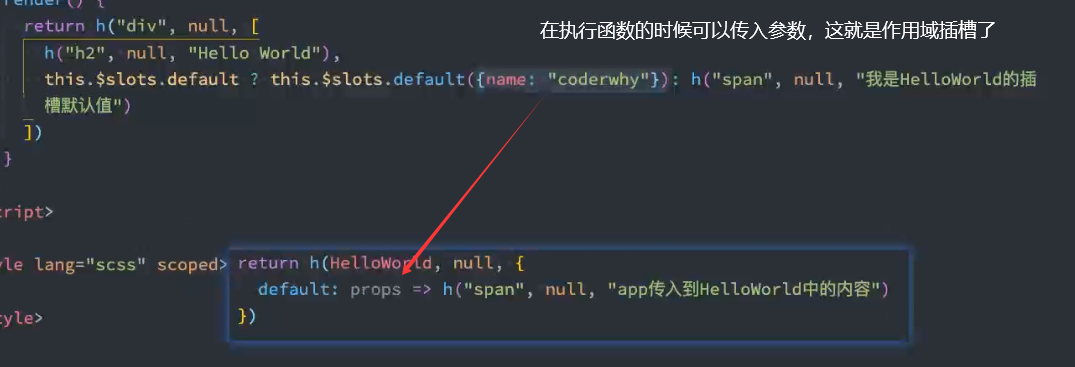 render() {
在执行函数的时候可以传入参数，这就是作用域插槽了
return h("div", null, [
h("h2", null, "Hello World"),
this.$slots.default ? this.$slots.default({name: "coderwhy"}): h("span", null, "我是HelloWorld的插
槽默认值")
])
}
cript>
yle lang="scss" scoped>
return h(HelloWorld, null, {
default: props => h("span", null, "app传入到HelloWorld中的内容")
})
tyle>